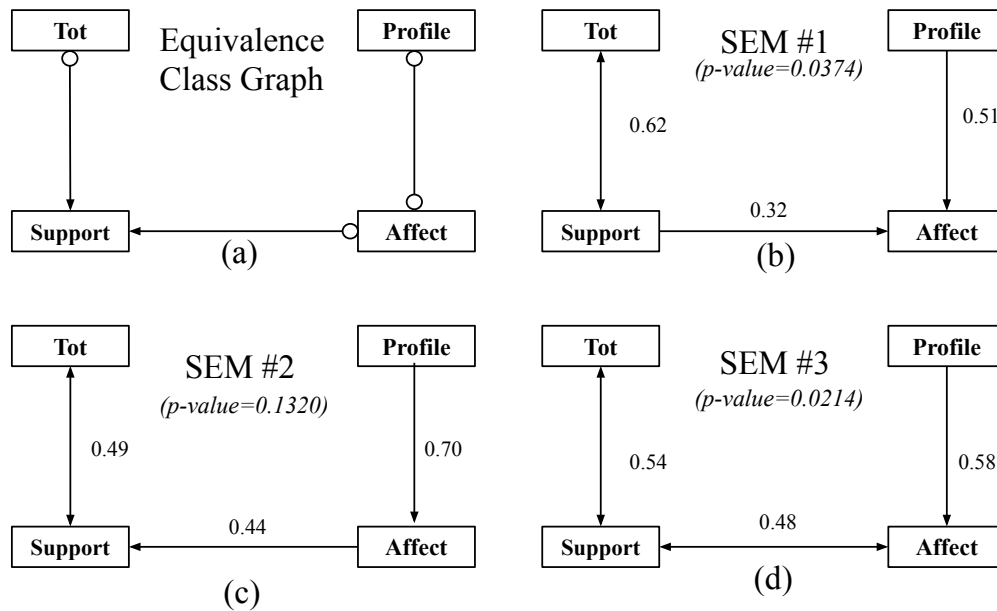 Tot
Equivalence
Class Graph
Profile
Support
Affect
(a)
Tot
SEM #1
(p-value=0.0374)
Profile
0.62
0.51
0.32
Support
Affect
(b)
Tot
SEM #2
(p-value=0.1320)
Profile
0.49
0.70
0.44
Support
Affect
(c)
Tot
SEM #3
(p-value=0.0214)
Profile
0.54
0.58
0.48
Support
Affect
(d)